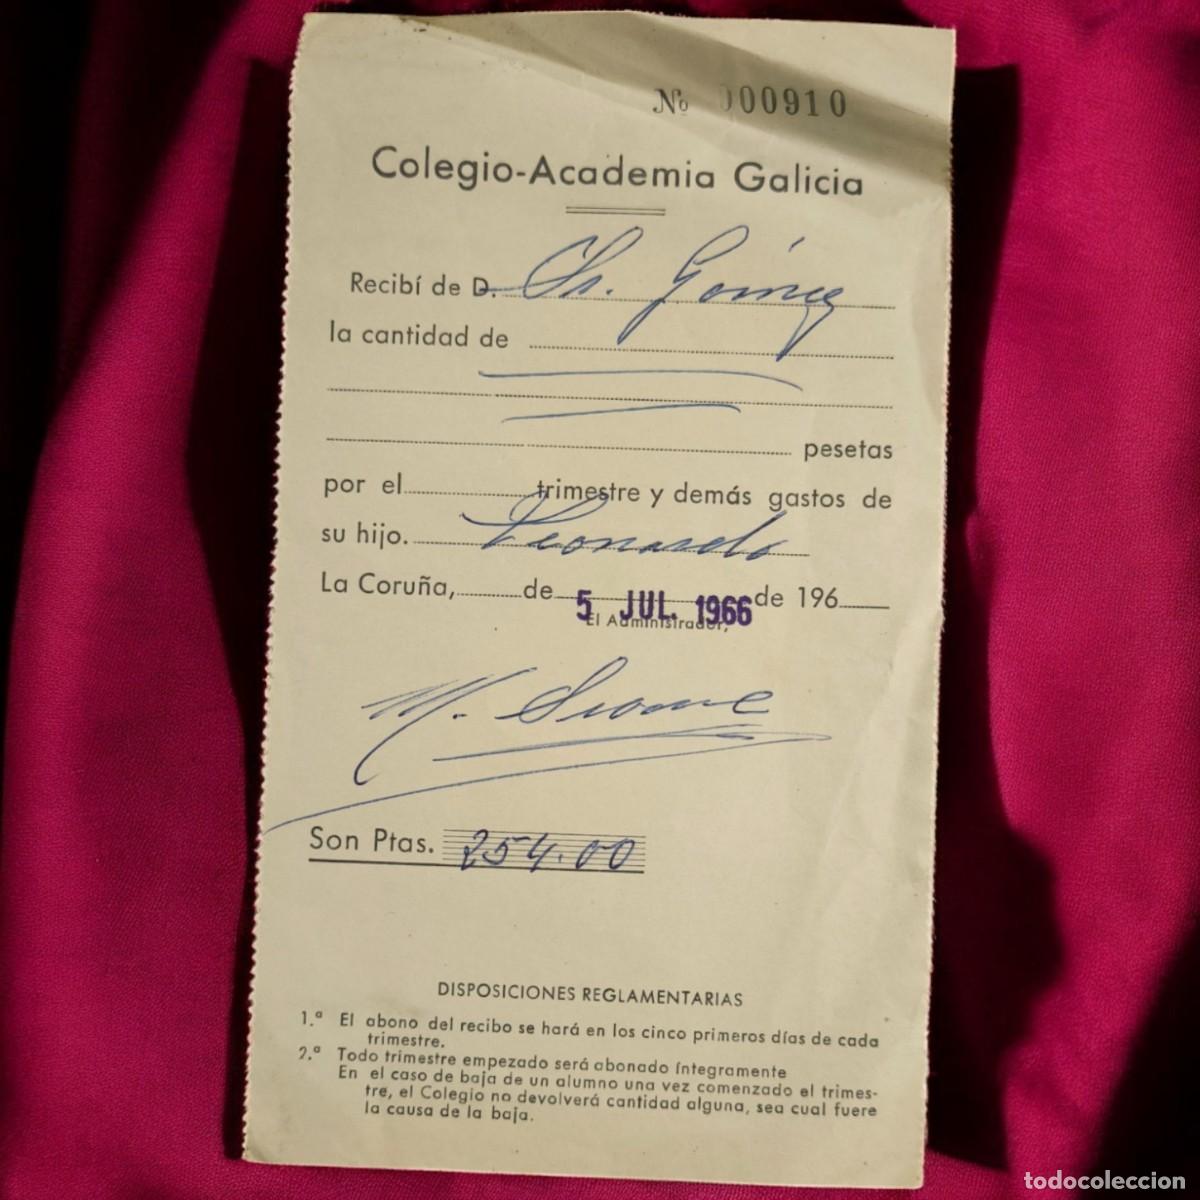 Nº 000910
Colegio-Academia Galicia
Recibí de D. Sr. Gómez
la cantidad de
pesetas
por el trimestre y demás gastos de
su hijo. Leonardo
La Coruña, de 5 JUL. 1966 de 196
El Administrador,
M.
Son Ptas. 254.00
DISPOSICIONES REGLAMENTARIAS
1.ª El abono del recibo se hará en los cinco primeros días de cada
trimestre.
2.ª Todo trimestre empezado será abonado íntegramente
En el caso de baja de un alumno una vez comenzado el trimes-
tre, el Colegio no devolverá cantidad alguna, sea cual fuere
la causa de la baja.
todocoleccion